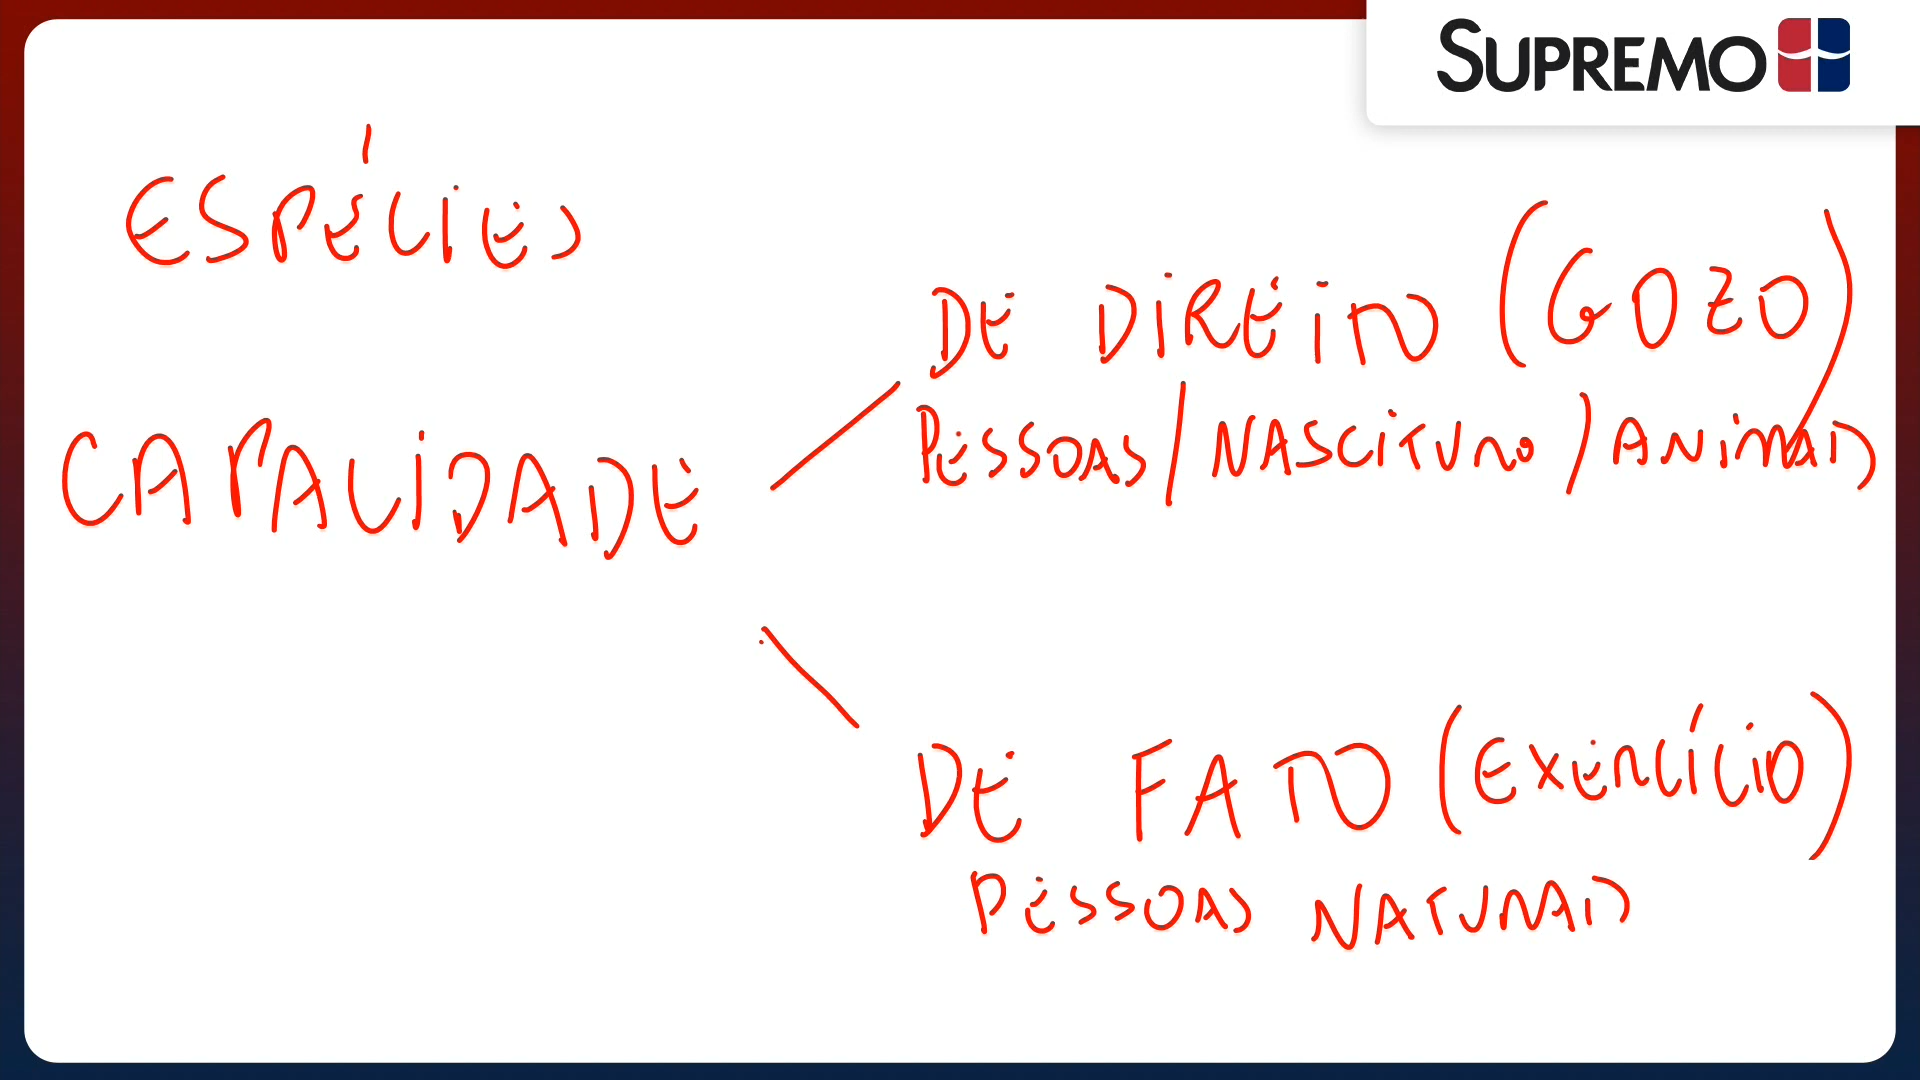 SUPREMO
ESPÉCIES
CAPACIDADE
DE DIREITO (GOZO)
PESSOAS/NASCITURO/ANIMAIS
DE FATO (EXERCÍCIO)
PESSOAS NATURAIS